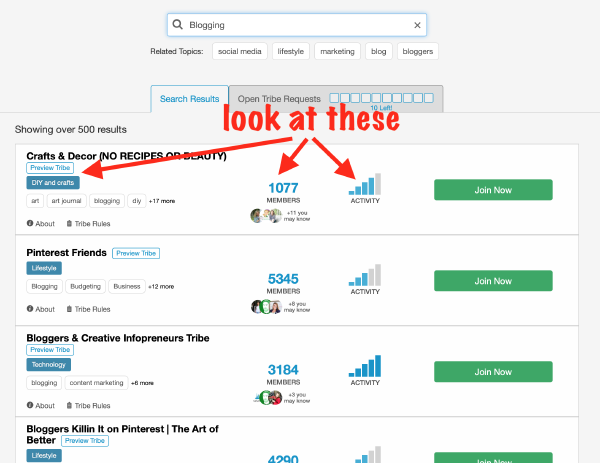 Blogging ×
Related Topics: social media lifestyle marketing blog bloggers
Search Results Open Tribe Requests
10 Left!
look at these
Showing over 500 results
Crafts & Decor (NO RECIPES OR BEAUTY)
Preview Tribe
DIY and crafts
art art journal blogging diy +17 more
About Tribe Rules
1077
MEMBERS
+11 you
may know
ACTIVITY
Join Now
Pinterest Friends Preview Tribe
Lifestyle
Blogging Budgeting Business +12 more
About Tribe Rules
5345
MEMBERS
+8 you
may know
ACTIVITY
Join Now
Bloggers & Creative Infopreneurs Tribe
Preview Tribe
Technology
blogging content marketing +6 more
About Tribe Rules
3184
MEMBERS
+3 you
may know
ACTIVITY
Join Now
Bloggers Killin It on Pinterest | The Art of
Better Preview Tribe
Lifestyle
4290
Join Now